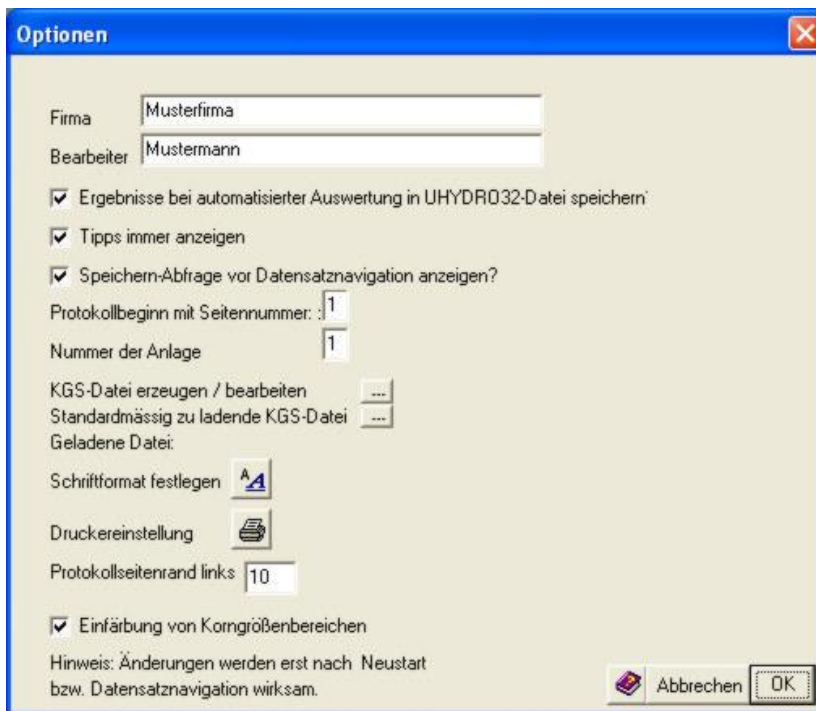 Optionen
Firma Musterfirma
Bearbeiter Mustermann
Ergebnisse bei automatisierter Auswertung in UHYDRO32-Datei speichern
Tipps immer anzeigen
Speichern-Abfrage vor Datensatznavigation anzeigen?
Protokollbeginn mit Seitennummer: : 1
Nummer der Anlage 1
KGS-Datei erzeugen / bearbeiten ...
Standardmässig zu ladende KGS-Datei ...
Geladene Datei:
Schriftformat festlegen AA
Druckereinstellung
Protokollseitenrand links 10
Einfärbung von Korngrößenbereichen
Hinweis: Änderungen werden erst nach Neustart
bzw. Datensatznavigation wirksam.
Abbrechen OK